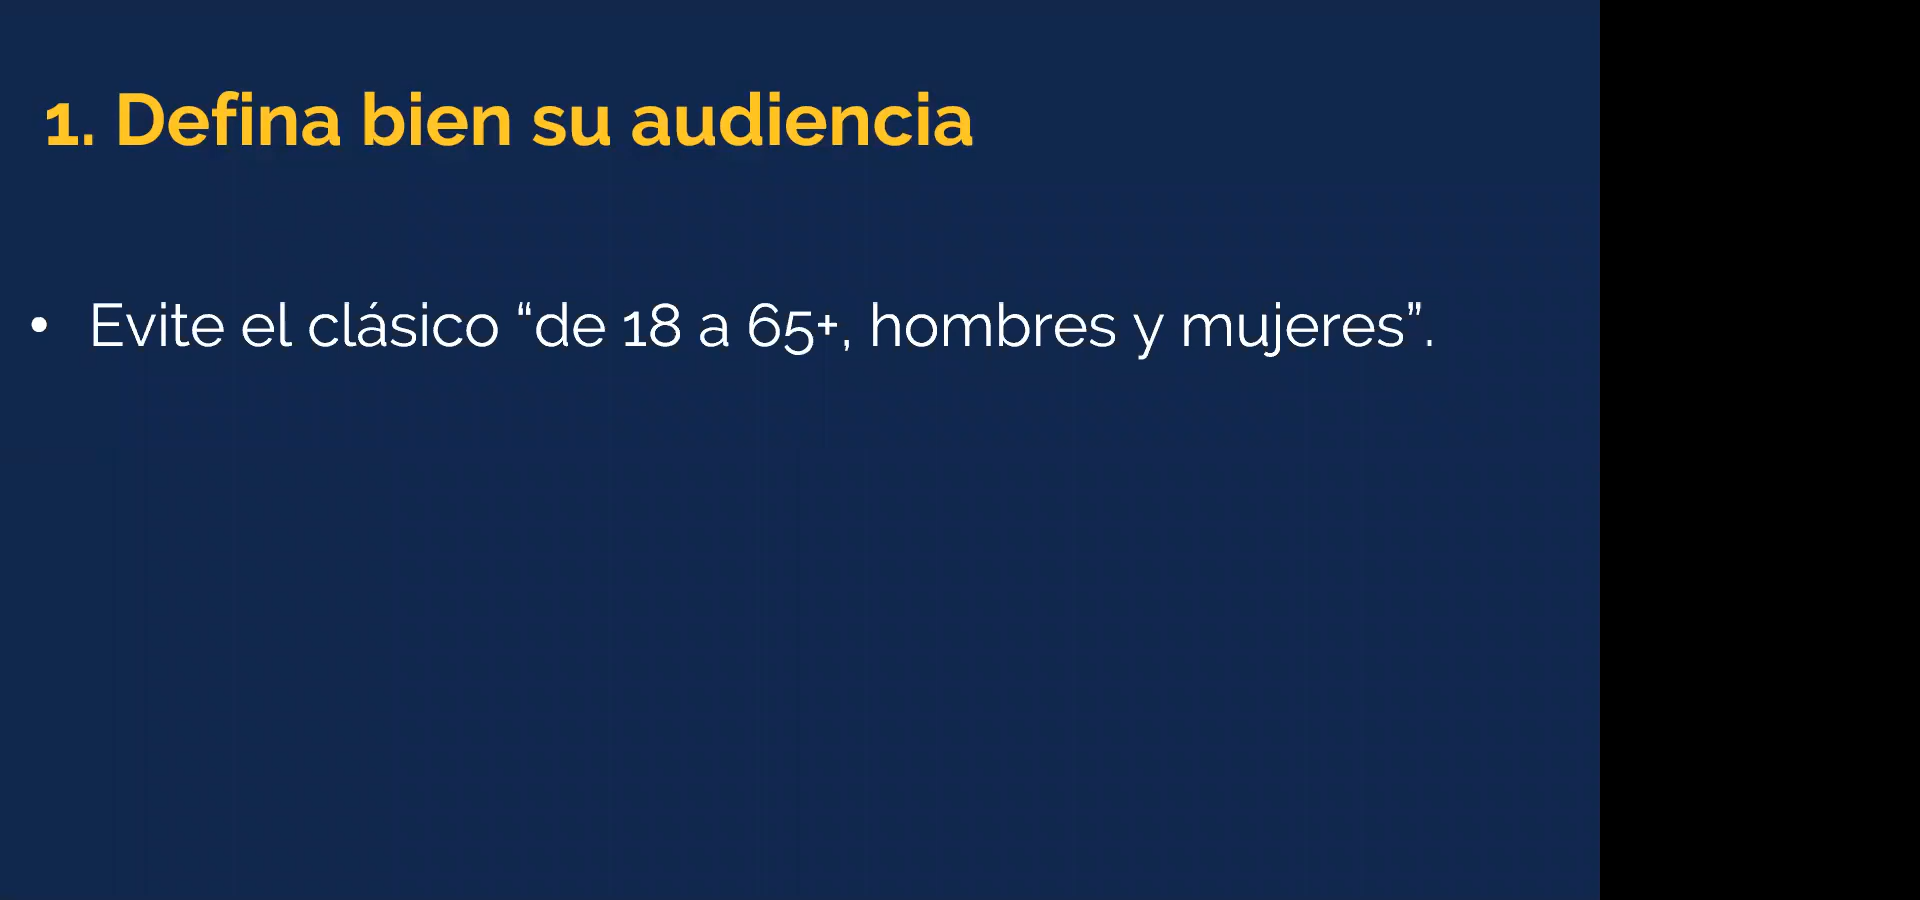 1. Defina bien su audiencia
• Evite el clásico “de 18 a 65+, hombres y mujeres”.